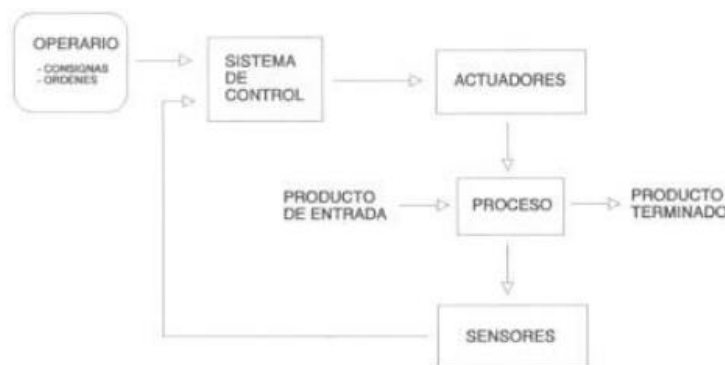 OPERARIO
- CONSIGNAS
- ORDENES
SISTEMA
DE
CONTROL
ACTUADORES
PRODUCTO
DE ENTRADA
PROCESO
PRODUCTO
TERMINADO
SENSORES